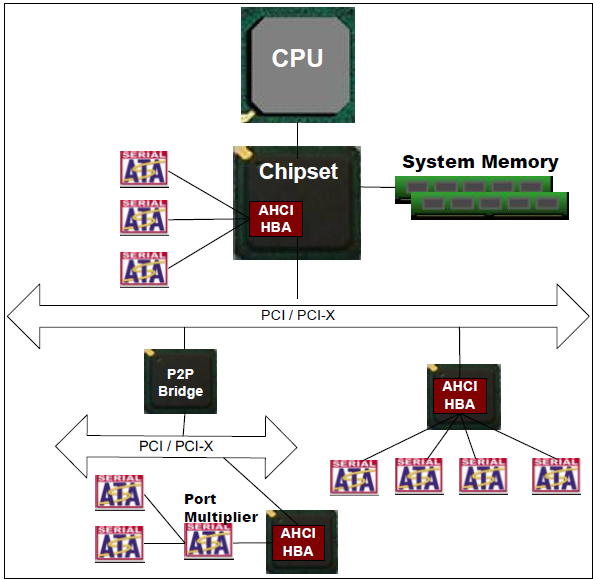 CPU
Chipset
System Memory
SERIAL
ATA
SERIAL
ATA
SERIAL
ATA
AHCI
HBA
PCI / PCI-X
P2P
Bridge
AHCI
HBA
PCI / PCI-X
SERIAL
ATA
SERIAL
ATA
SERIAL
ATA
SERIAL
ATA
SERIAL
ATA
SERIAL
ATA
Port
Multiplier
SERIAL
ATA
AHCI
HBA